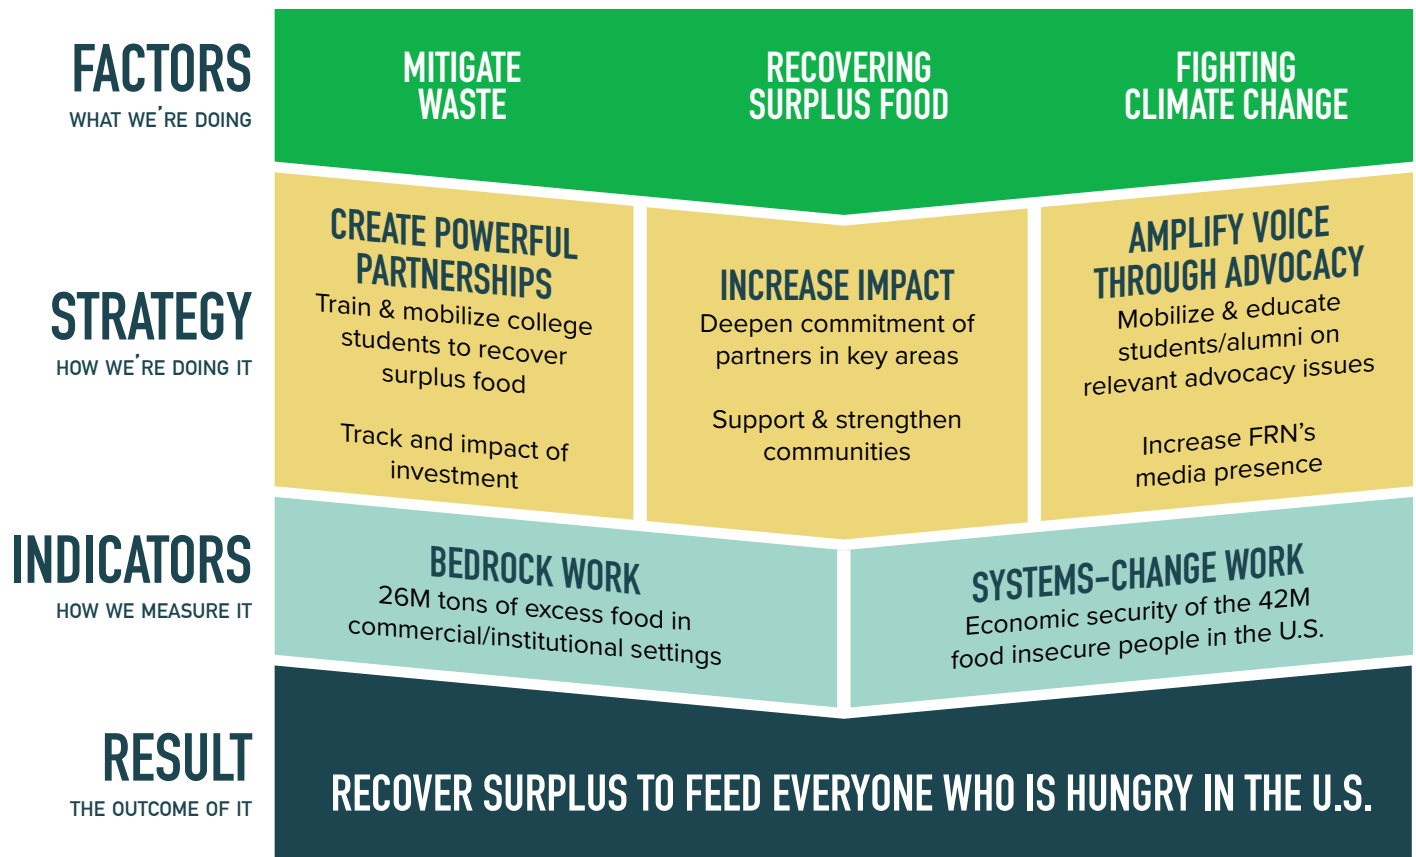 FACTORS
WHAT WE'RE DOING
MITIGATE
WASTE
RECOVERING
SURPLUS FOOD
FIGHTING
CLIMATE CHANGE
STRATEGY
HOW WE'RE DOING IT
CREATE POWERFUL
PARTNERSHIPS
Train & mobilize college
students to recover
surplus food
Track and impact of
investment
INCREASE IMPACT
Deepen commitment of
partners in key areas
Support & strengthen
communities
AMPLIFY VOICE
THROUGH ADVOCACY
Mobilize & educate
students/alumni on
relevant advocacy issues
Increase FRN's
media presence
INDICATORS
HOW WE MEASURE IT
BEDROCK WORK
26M tons of excess food in
commercial/institutional settings
SYSTEMS-CHANGE WORK
Economic security of the 42M
food insecure people in the U.S.
RESULT
THE OUTCOME OF IT
RECOVER SURPLUS TO FEED EVERYONE WHO IS HUNGRY IN THE U.S.